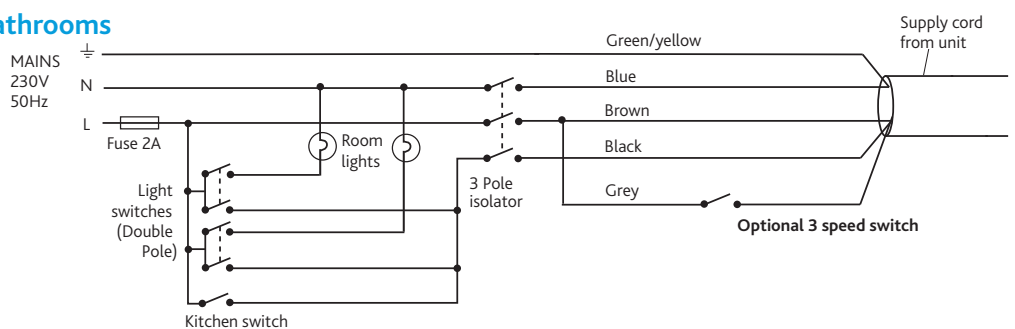 athrooms
MAINS
230V
50Hz
N
L
Fuse 2A
Light
switches
(Double
Pole)
Kitchen switch
Room
lights
3 Pole
isolator
Green/yellow
Blue
Brown
Black
Grey
Optional 3 speed switch
Supply cord
from unit